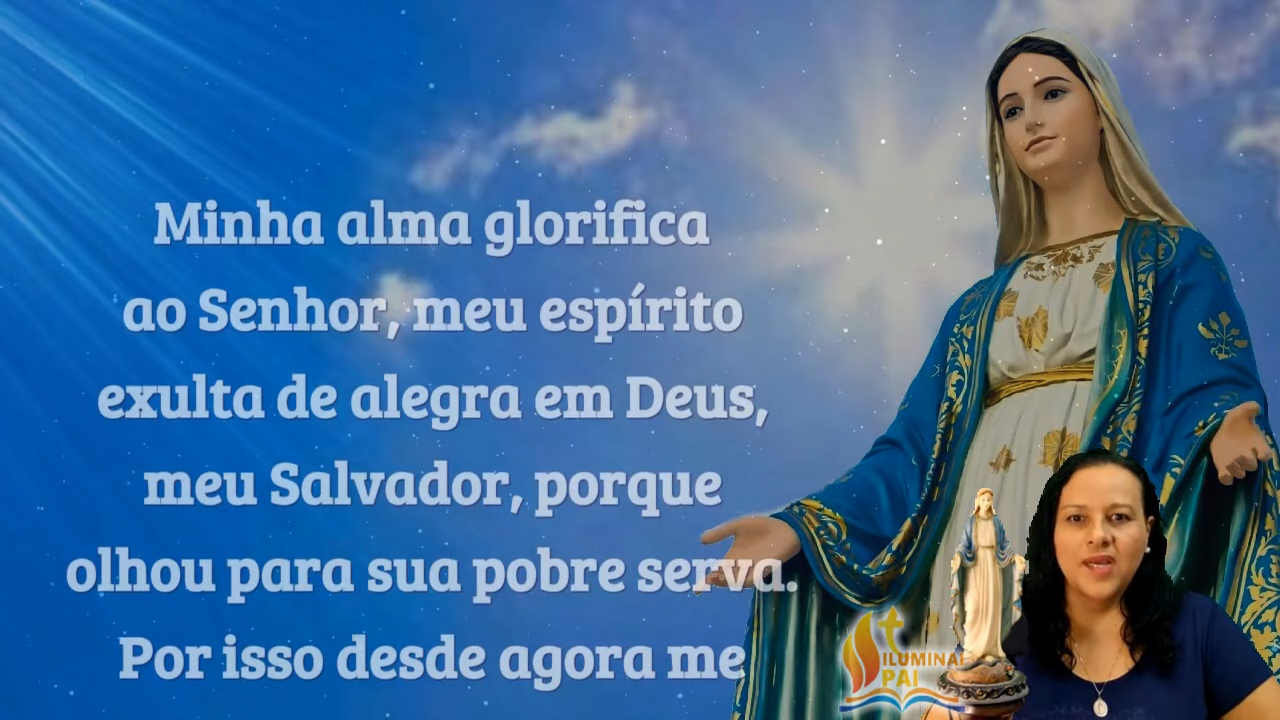 Minha alma glorifica
ao Senhor, meu espírito
exulta de alegra em Deus,
meu Salvador, porque
olhou para sua pobre serva.
Por isso desde agora me
ILUMINAI
PAI